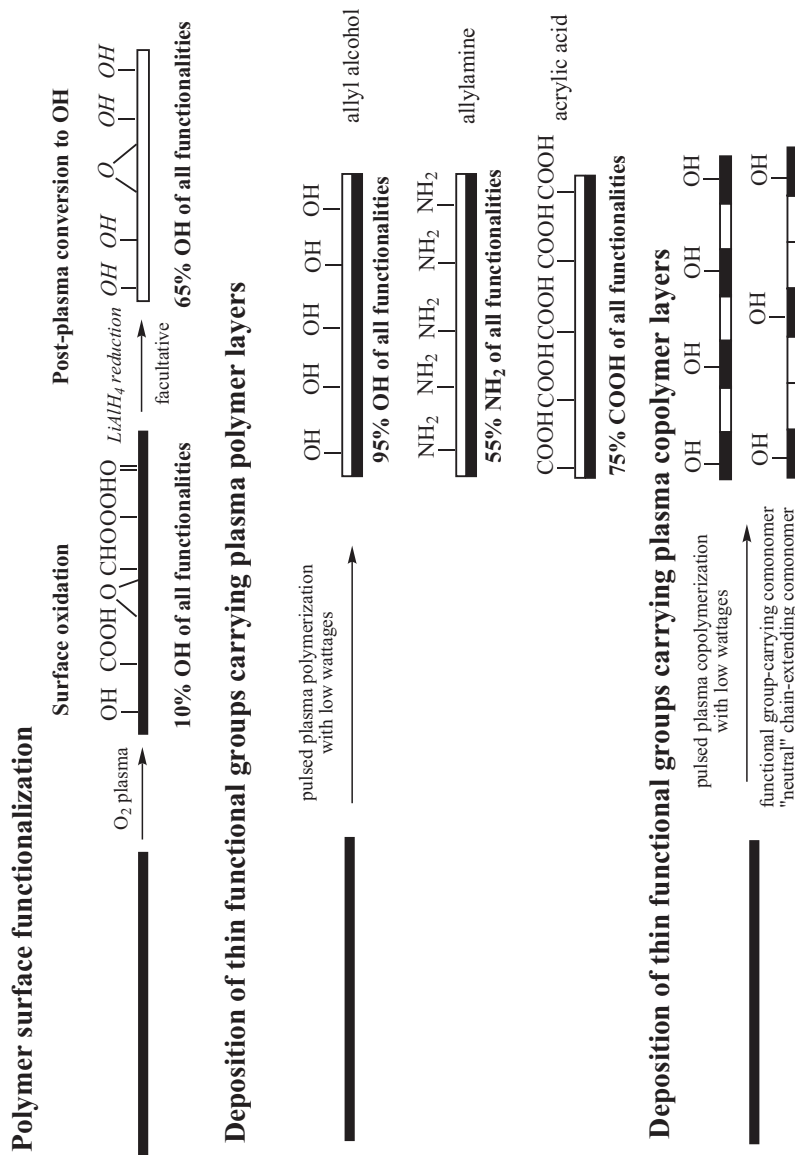 Polymer surface functionalization
Surface oxidation
Post-plasma conversion to OH
O2 plasma
OH COOH O CHOOOHO
LiAlH4 reduction
facultative
OH OH O OH OH
10% OH of all functionalities
65% OH of all functionalities
Deposition of thin functional groups carrying plasma polymer layers
pulsed plasma polymerization
with low wattages
OH OH OH OH OH
allyl alcohol
95% OH of all functionalities
NH2 NH2 NH2 NH2 NH2
allylamine
55% NH2 of all functionalities
COOHCOOHCOOH COOHCOOH
acrylic acid
75% COOH of all functionalities
Deposition of thin functional groups carrying plasma copolymer layers
pulsed plasma copolymerization
with low wattages
OH OH OH OH
functional group-carrying comonomer
"neutral" chain-extending comonomer
OH OH OH